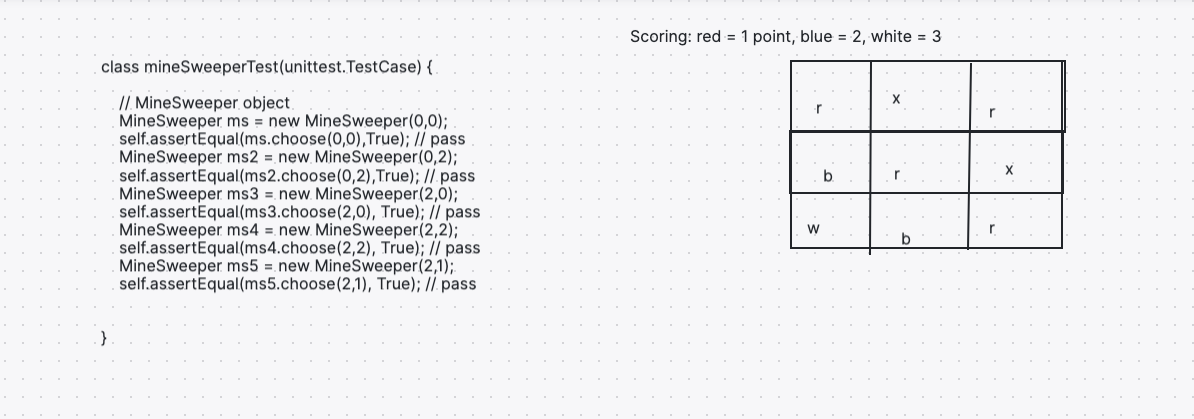 Scoring: red = 1 point, blue = 2, white = 3
class mineSweeperTest(unittest.TestCase) {
// MineSweeper object
MineSweeper ms = new MineSweeper(0,0);
self.assertEqual(ms.choose(0,0),True); // pass
MineSweeper ms2 = new MineSweeper(0,2);
self.assertEqual(ms2.choose(0,2),True); // pass
MineSweeper ms3 = new MineSweeper(2,0);
self.assertEqual(ms3.choose(2,0), True); // pass
MineSweeper ms4 = new MineSweeper(2,2);
self.assertEqual(ms4.choose(2,2), True); // pass
MineSweeper ms5 = new MineSweeper(2,1);
self.assertEqual(ms5.choose(2,1), True); // pass
}
r x r
b r x
w b r